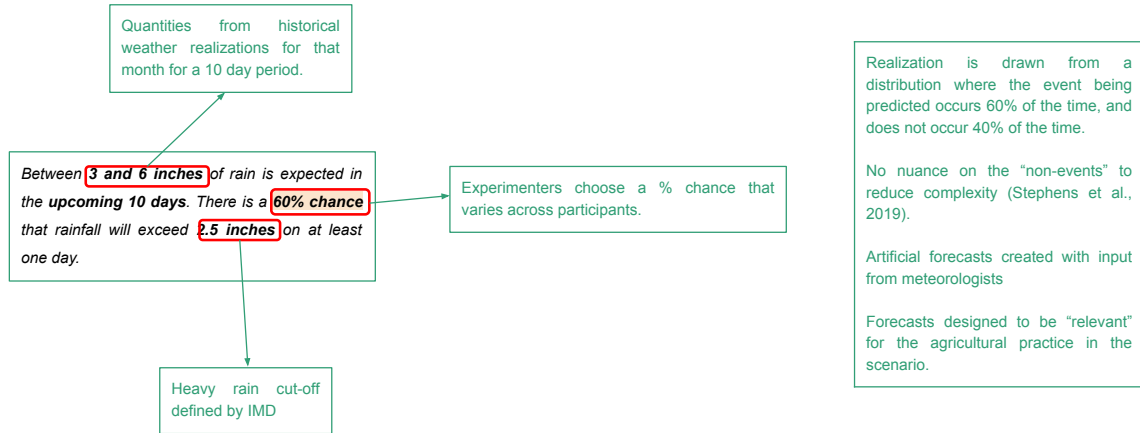 Quantities from historical
weather realizations for that
month for a 10 day period.
Between 3 and 6 inches of rain is expected in
the upcoming 10 days. There is a 60% chance
that rainfall will exceed 2.5 inches on at least
one day.
Experimenters choose a % chance that
varies across participants.
Heavy rain cut-off
defined by IMD
Realization is drawn from a
distribution where the event being
predicted occurs 60% of the time, and
does not occur 40% of the time.
No nuance on the “non-events” to
reduce complexity (Stephens et al.,
2019).
Artificial forecasts created with input
from meteorologists
Forecasts designed to be “relevant”
for the agricultural practice in the
scenario.